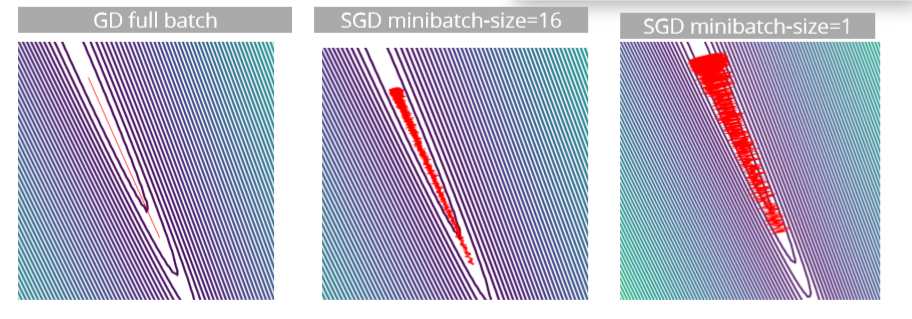 GD full batch
SGD minibatch-size=16
SGD minibatch-size=1